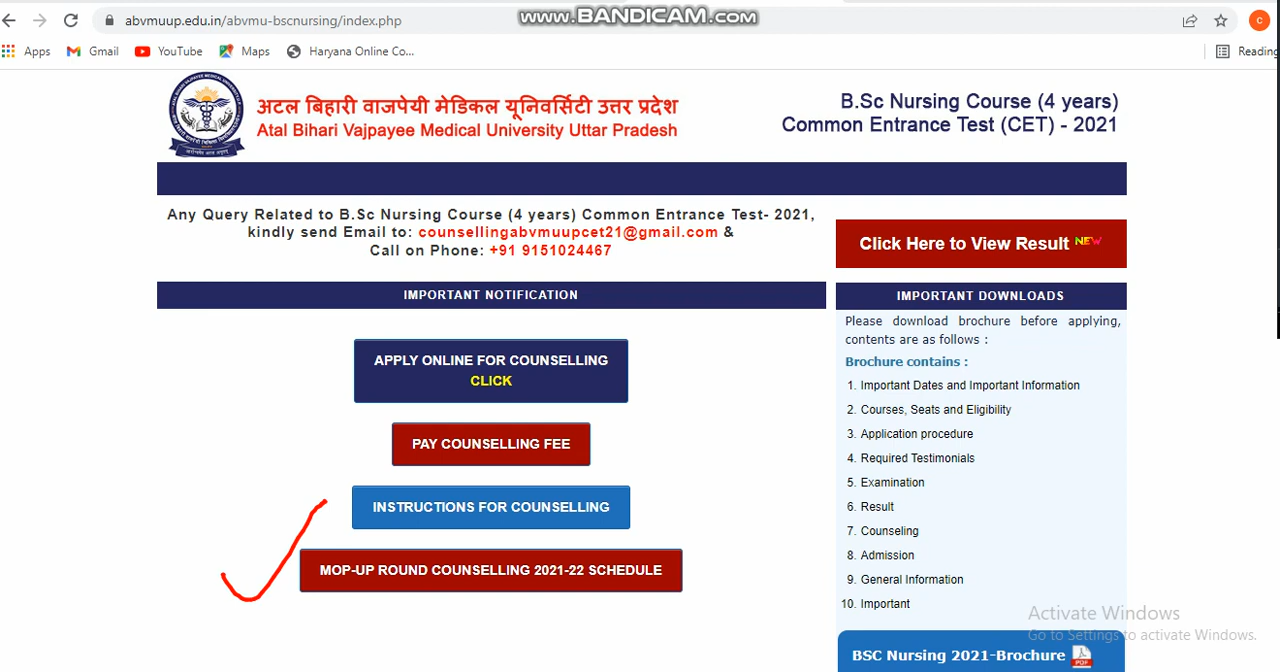 abvmuup.edu.in/abvmu-bscnursing/index.php
www.BANDICAM.com
C
Apps
Gmail
YouTube
Maps
Haryana Online Co...
Reading
अटल बिहारी वाजपेयी मेडिकल यूनिवर्सिटी उत्तर प्रदेश
Atal Bihari Vajpayee Medical University Uttar Pradesh
B.Sc Nursing Course (4 years)
Common Entrance Test (CET) - 2021
Any Query Related to B.Sc Nursing Course (4 years) Common Entrance Test- 2021,
kindly send Email to: counsellingabvmuupcet21@gmail.com &
Call on Phone: +91 9151024467
Click Here to View Result NEW
IMPORTANT NOTIFICATION
APPLY ONLINE FOR COUNSELLING
CLICK
PAY COUNSELLING FEE
INSTRUCTIONS FOR COUNSELLING
MOP-UP ROUND COUNSELLING 2021-22 SCHEDULE
IMPORTANT DOWNLOADS
Please download brochure before applying,
contents are as follows :
Brochure contains :
1. Important Dates and Important Information
2. Courses, Seats and Eligibility
3. Application procedure
4. Required Testimonials
5. Examination
6. Result
7. Counseling
8. Admission
9. General Information
10. Important
BSC Nursing 2021-Brochure
PDF
Activate Windows
Go to Settings to activate Windows.